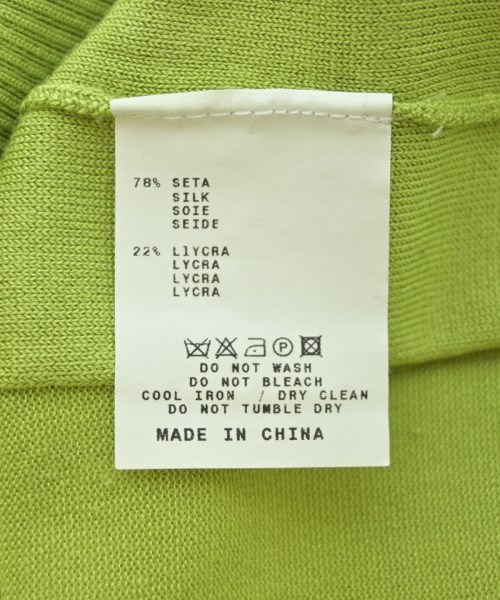 78% SETA
SILK
SOIE
SEIDE
22% LlYCRA
LYCRA
LYCRA
LYCRA
P
DO NOT WASH
DO NOT BLEACH
COOL IRON / DRY CLEAN
DO NOT TUMBLE DRY
MADE IN CHINA